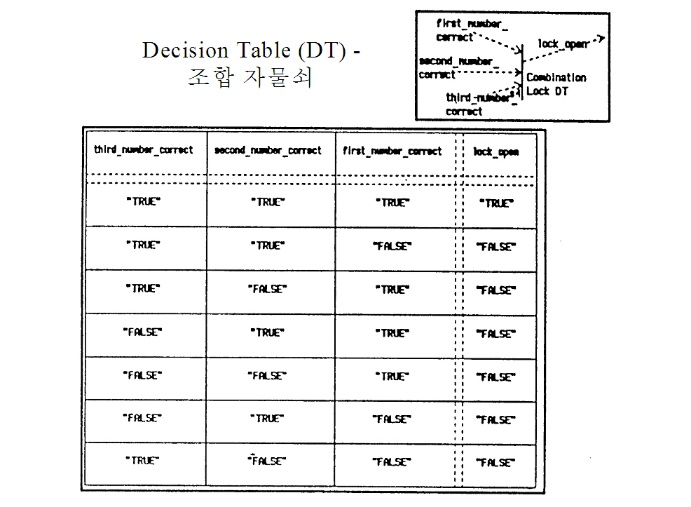 Decision Table (DT) -
조합 자물쇠
first_number_
correct
second_number_
correct
third_number_
correct
lock_open
Combination
Lock DT
third_number_correct second_number_correct first_number_correct lock_open
"TRUE" "TRUE" "TRUE" "TRUE"
"TRUE" "TRUE" "FALSE" "FALSE"
"TRUE" "FALSE" "TRUE" "FALSE"
"FALSE" "TRUE" "TRUE" "FALSE"
"FALSE" "FALSE" "TRUE" "FALSE"
"FALSE" "TRUE" "FALSE" "FALSE"
"TRUE" "FALSE" "FALSE" "FALSE"